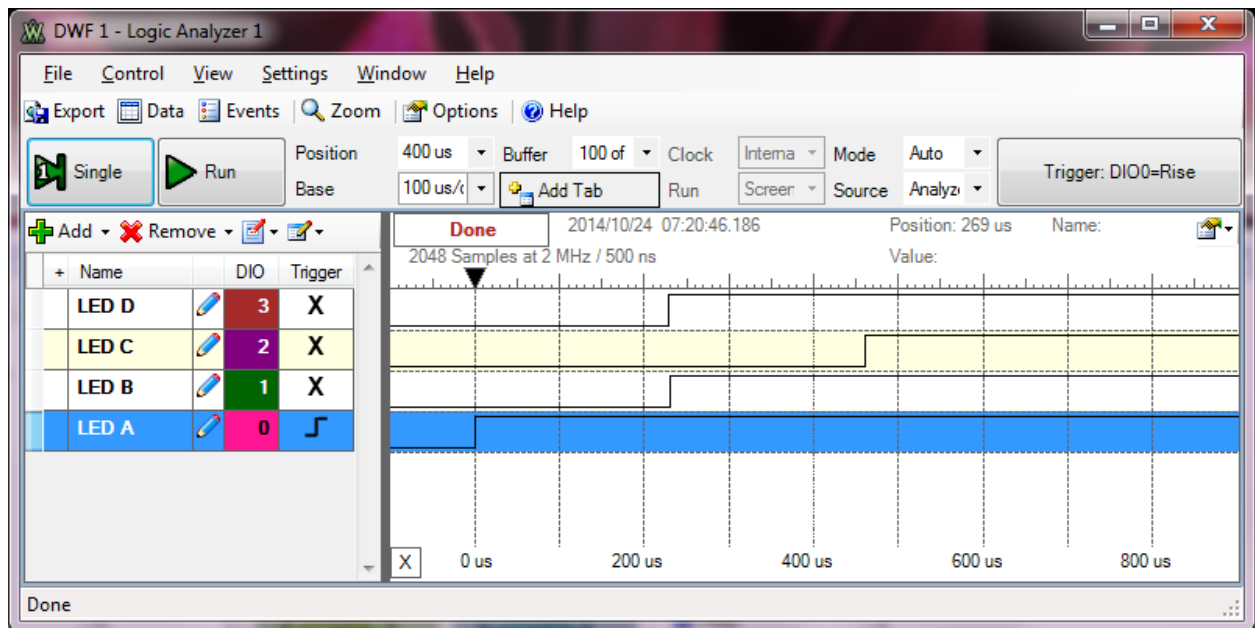 DWF 1 - Logic Analyzer 1
File Control View Settings Window Help
Export Data Events Zoom Options Help
Single Run Position 400 us Buffer 100 of Clock Interna Mode Auto Trigger: DIO0=Rise
Base 100 us/ Add Tab Run Screen Source Analyz
Add Remove Done 2014/10/24 07:20:46.186 Position: 269 us Name:
2048 Samples at 2 MHz / 500 ns Value:
+ Name DIO Trigger
LED D 3 X
LED C 2 X
LED B 1 X
LED A 0
X 0 us 200 us 400 us 600 us 800 us
Done